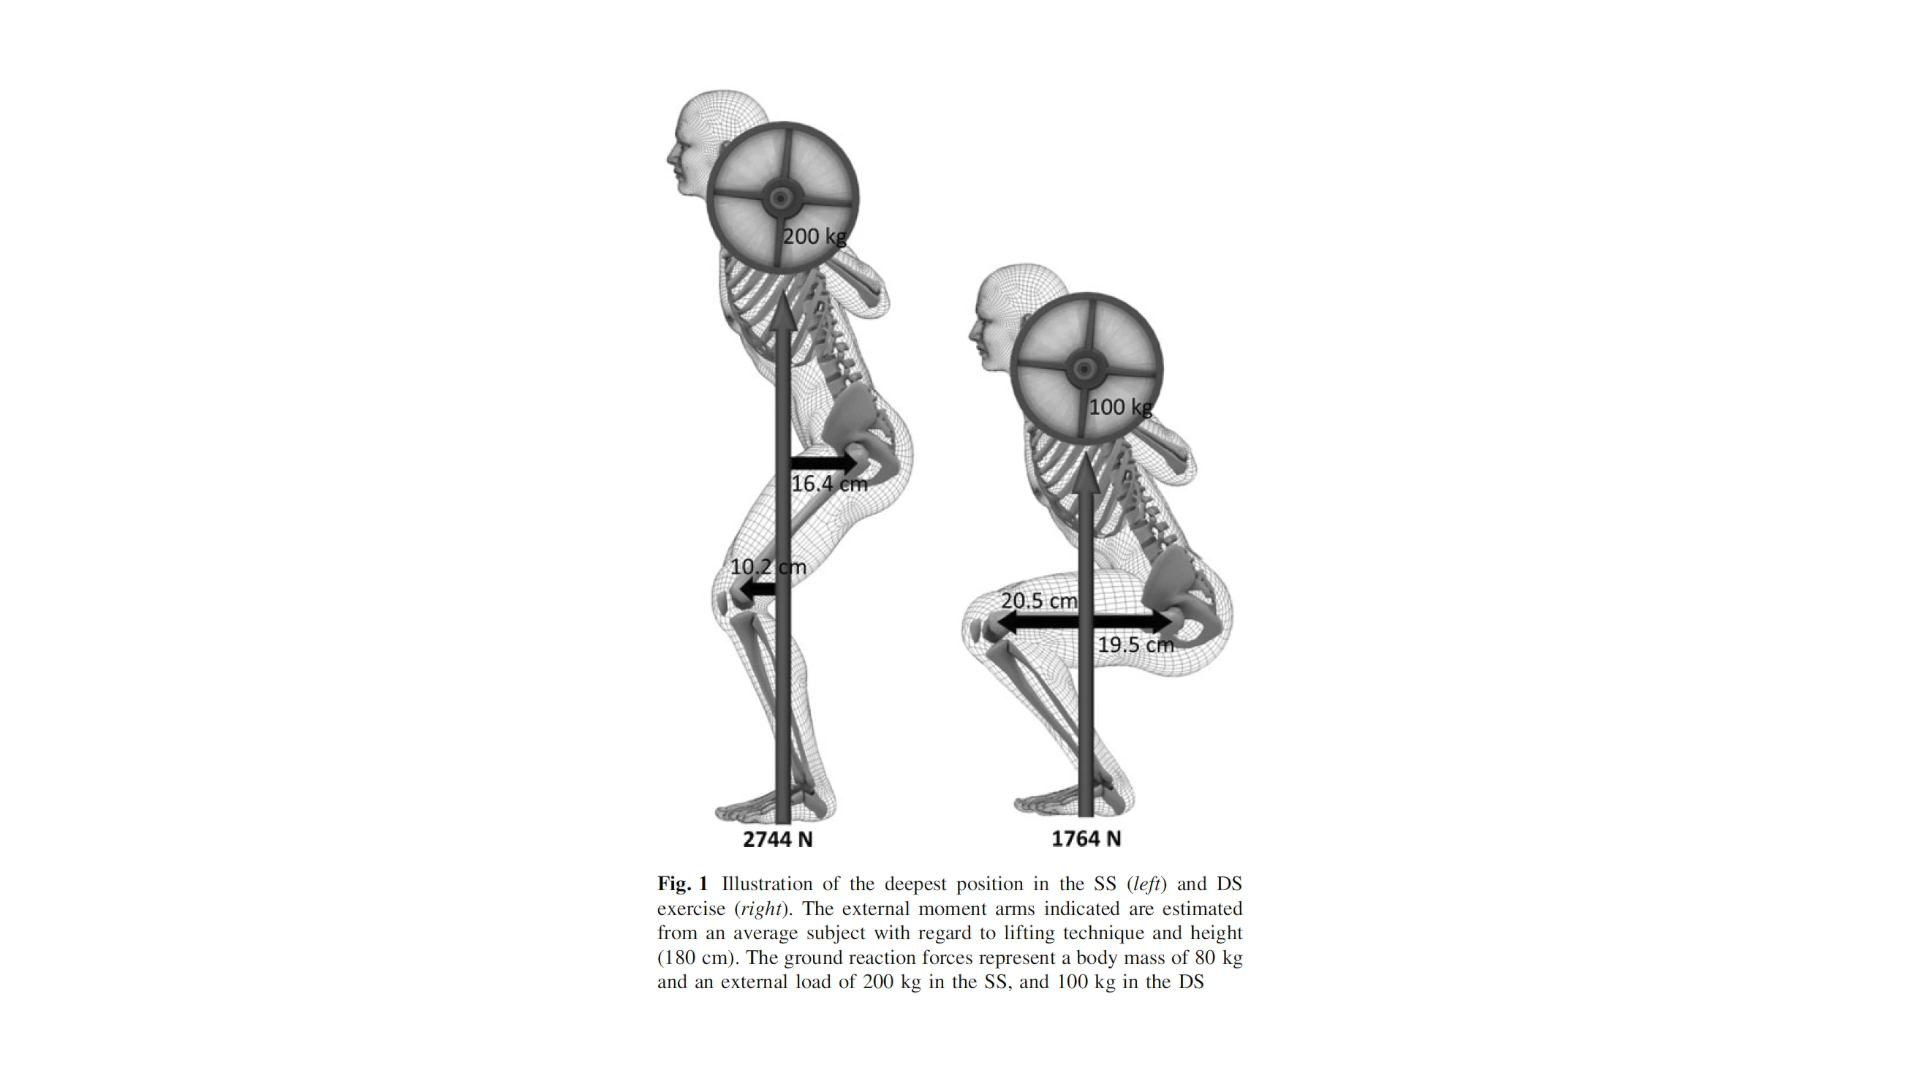 200 kg
100 kg
16.4 cm
10.2 cm
20.5 cm
19.5 cm
2744 N
1764 N
Fig. 1 Illustration of the deepest position in the SS (left) and DS
exercise (right). The external moment arms indicated are estimated
from an average subject with regard to lifting technique and height
(180 cm). The ground reaction forces represent a body mass of 80 kg
and an external load of 200 kg in the SS, and 100 kg in the DS